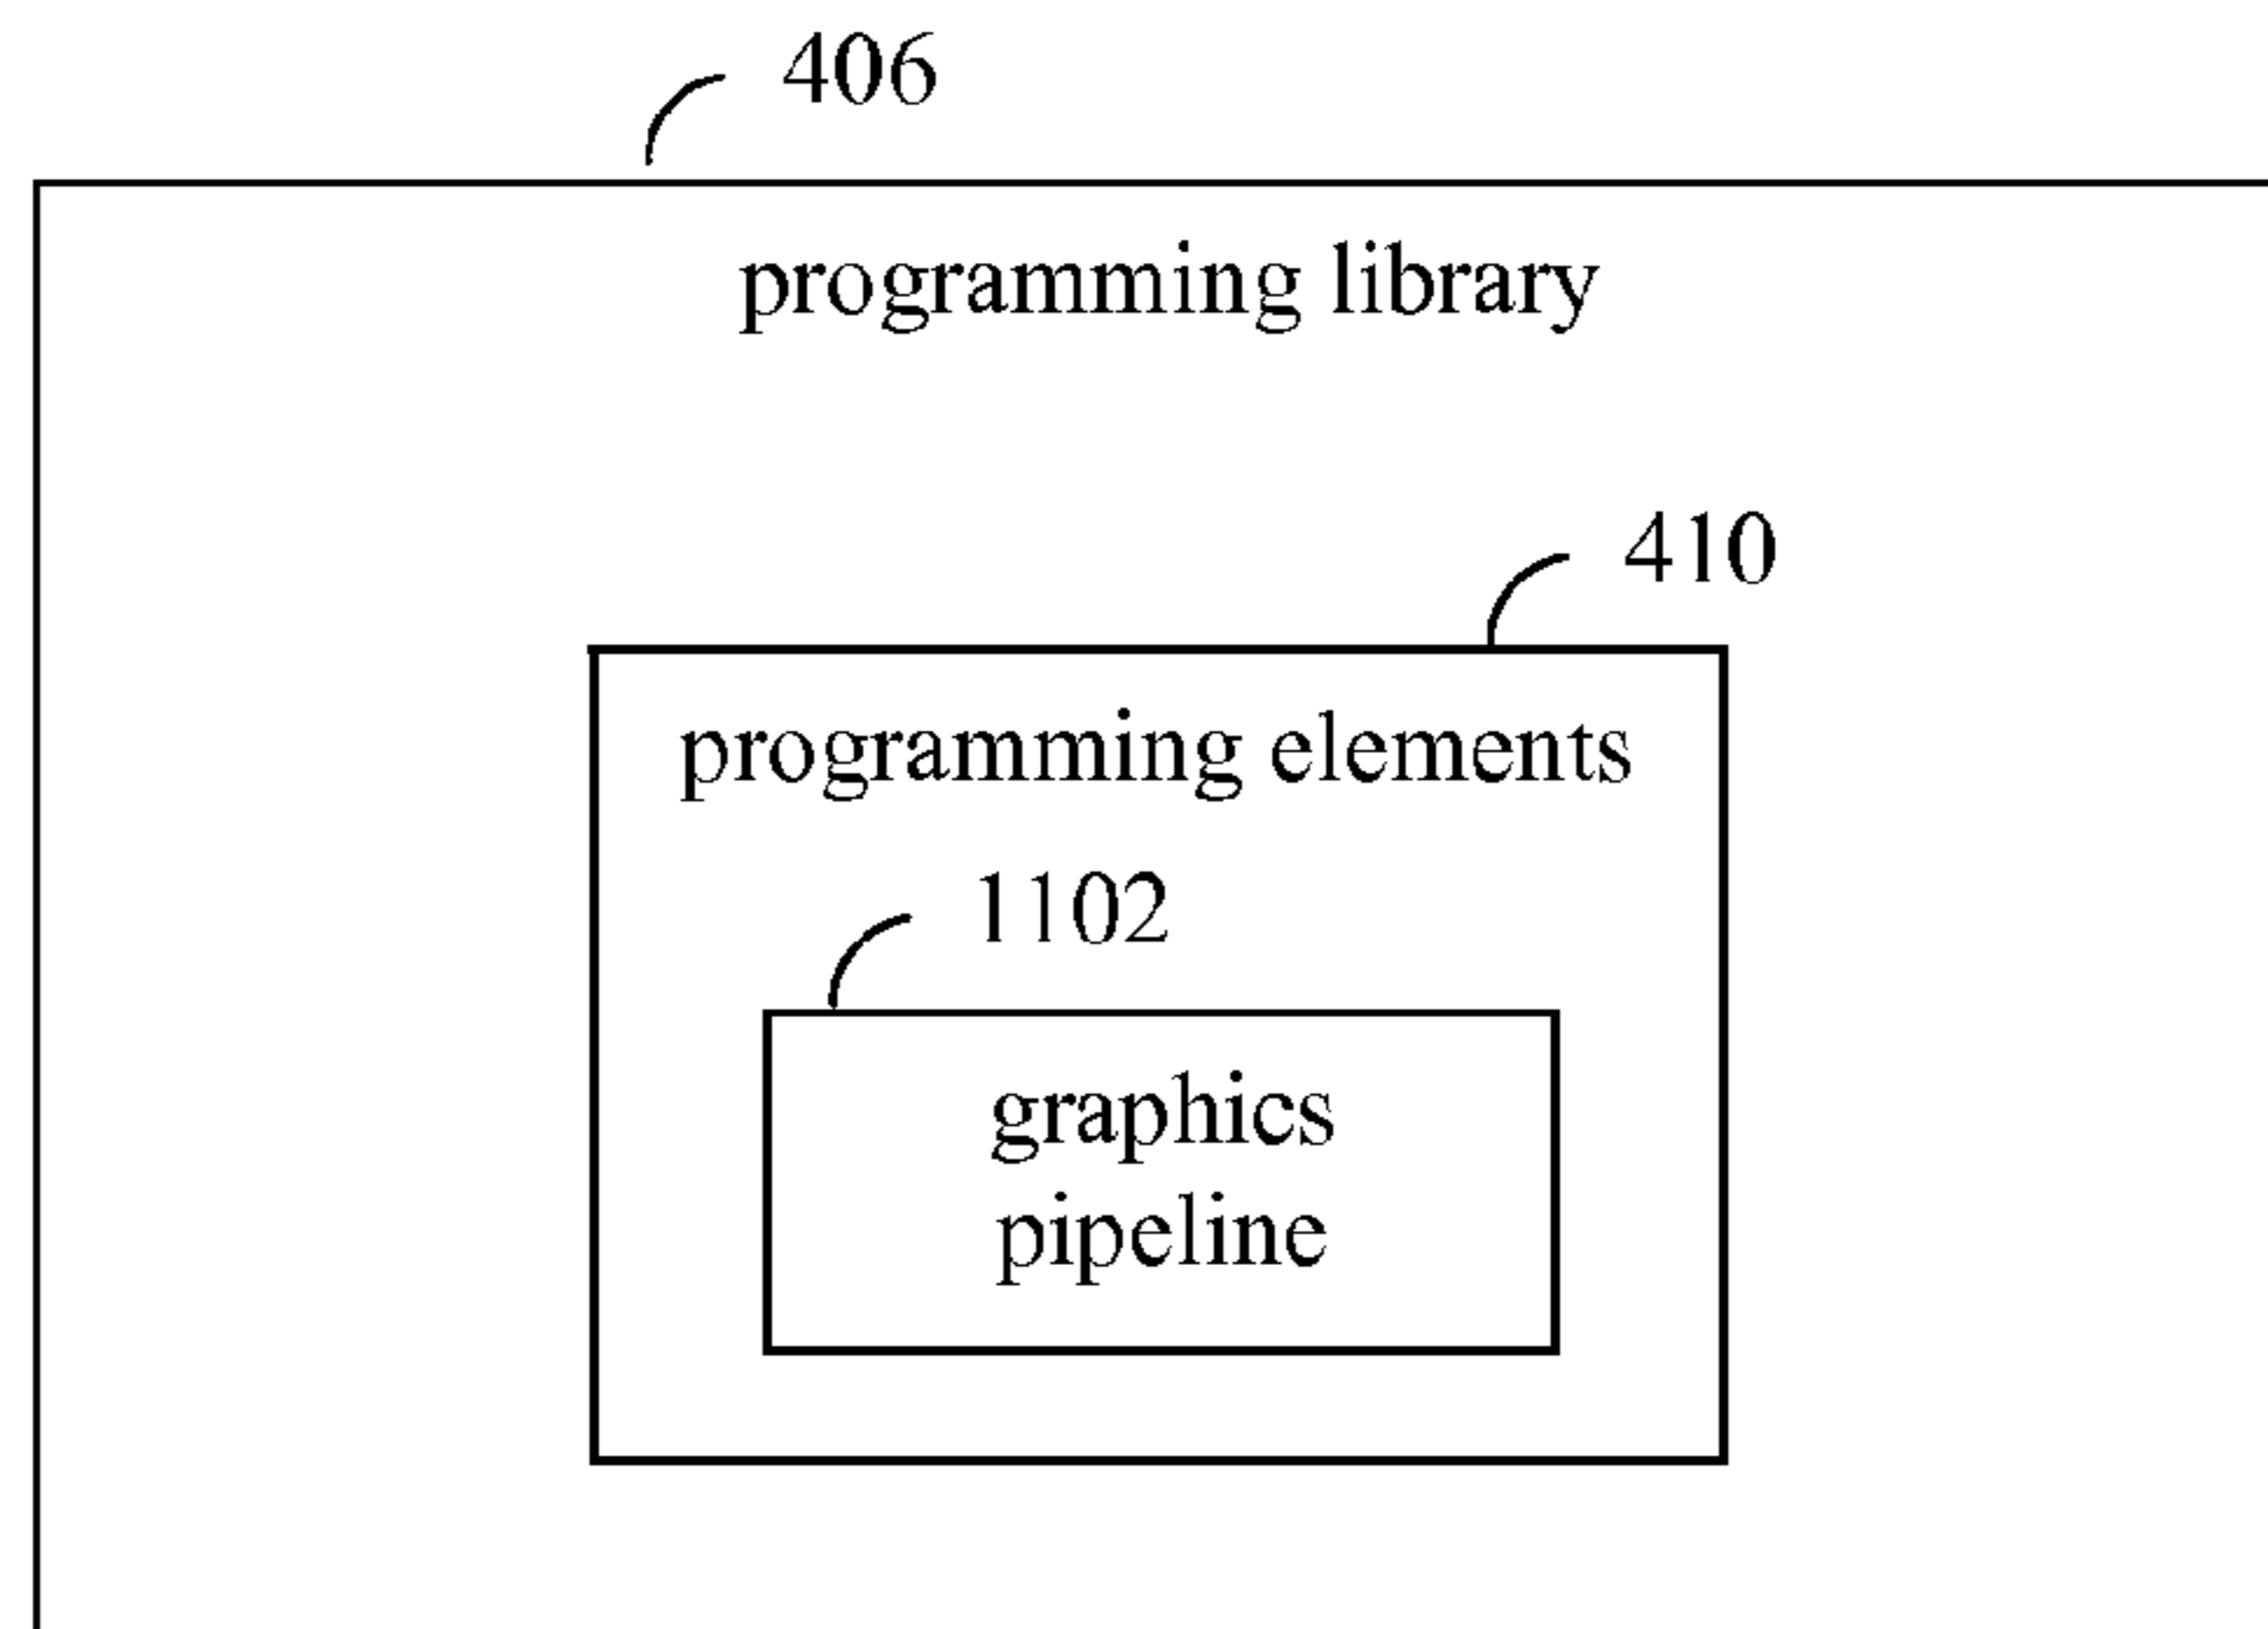 406
programming library
410
programming elements
1102
graphics
pipeline